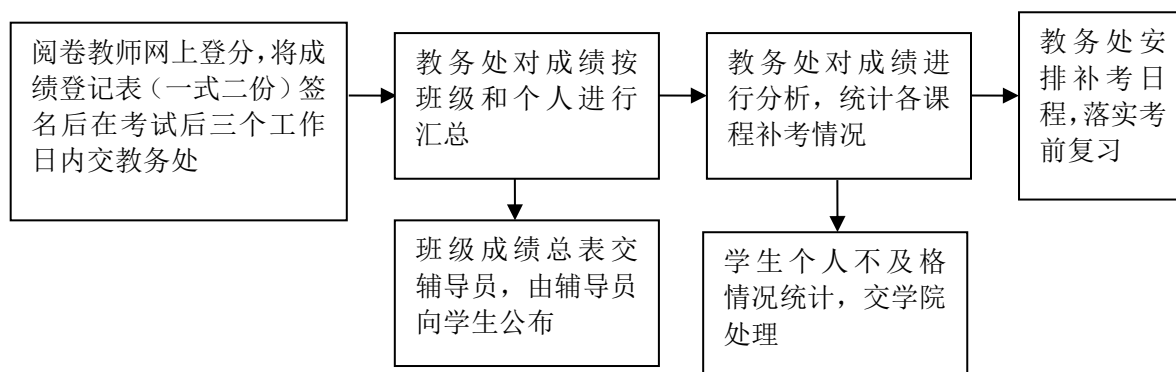 阅卷教师网上登分，将成
绩登记表（一式二份）签
名后在考试后三个工作
日内交教务处
教务处对成绩按
班级和个人进行
汇总
教务处对成绩进
行分析，统计各课
程补考情况
教务处安
排补考日
程，落实考
前复习
班级成绩总表交
辅导员，由辅导员
向学生公布
学生个人不及格
情况统计，交学院
处理